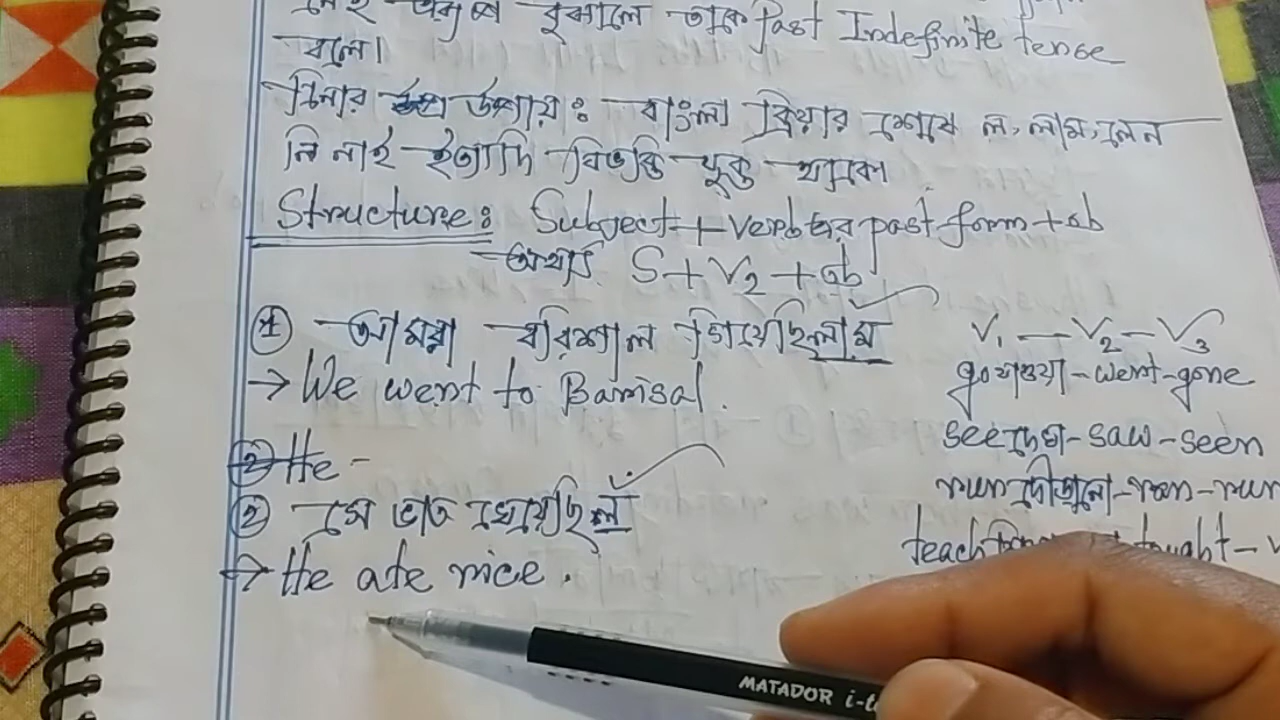 বুঝালে তাকে Past Indefinite tense
বলে।
চিনার উপায়ঃ বাংলা ক্রিয়ার শেষে ল, লাম, লেন
নি নাই ইত্যাদি বিভক্তি যুক্ত থাকে।
Structure: Subject + verb এর past form + ob
অর্থাৎ S + V2 + ob
① আমরা বরিশাল গিয়েছিলাম
→ We went to Barisal.
② He -
② সে ভাত খেয়েছিল
→ He ate rice.
V1 — V2 — V3
go যাওয়া - went - gone
see দেখা - saw - seen
run দৌড়ানো - ran - run
teach
MATADOR i-t